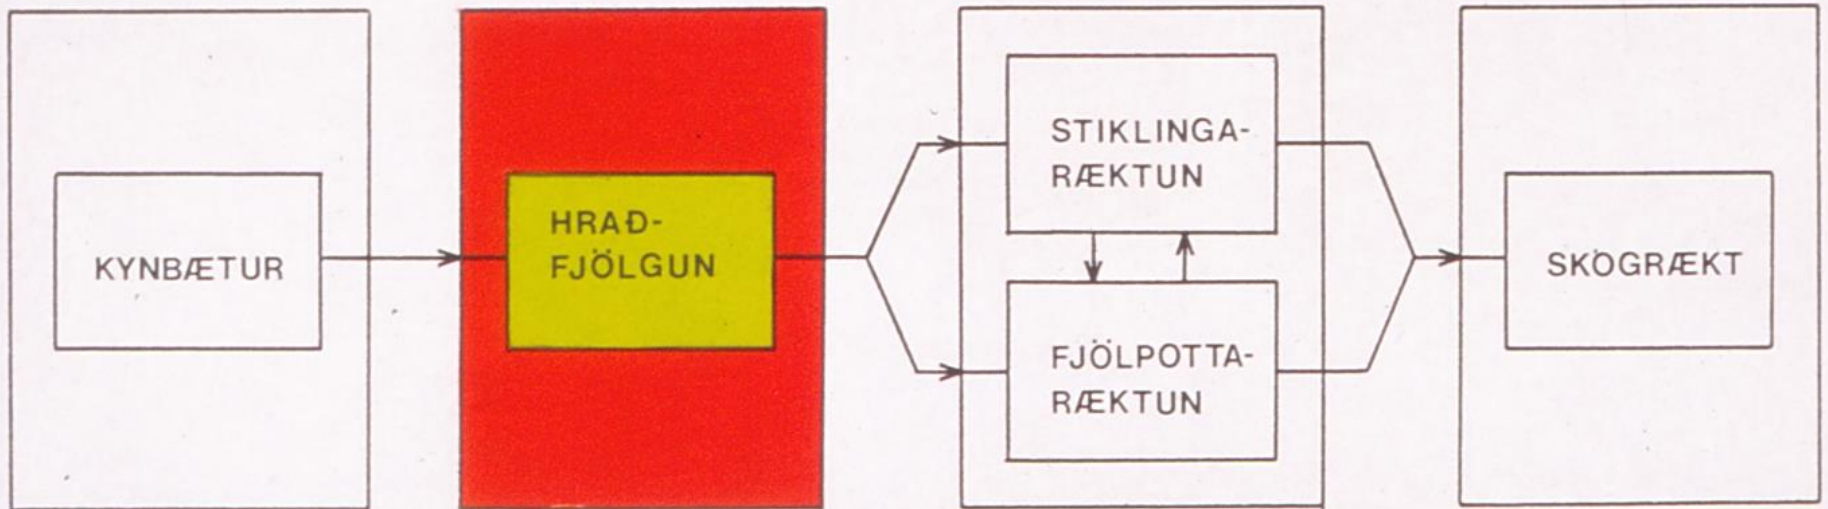 KYNBÆTUR
HRAÐ-
FJÖLGUN
STIKLINGA-
RÆKTUN
FJÖLPOTTA-
RÆKTUN
SKÓGRÆKT